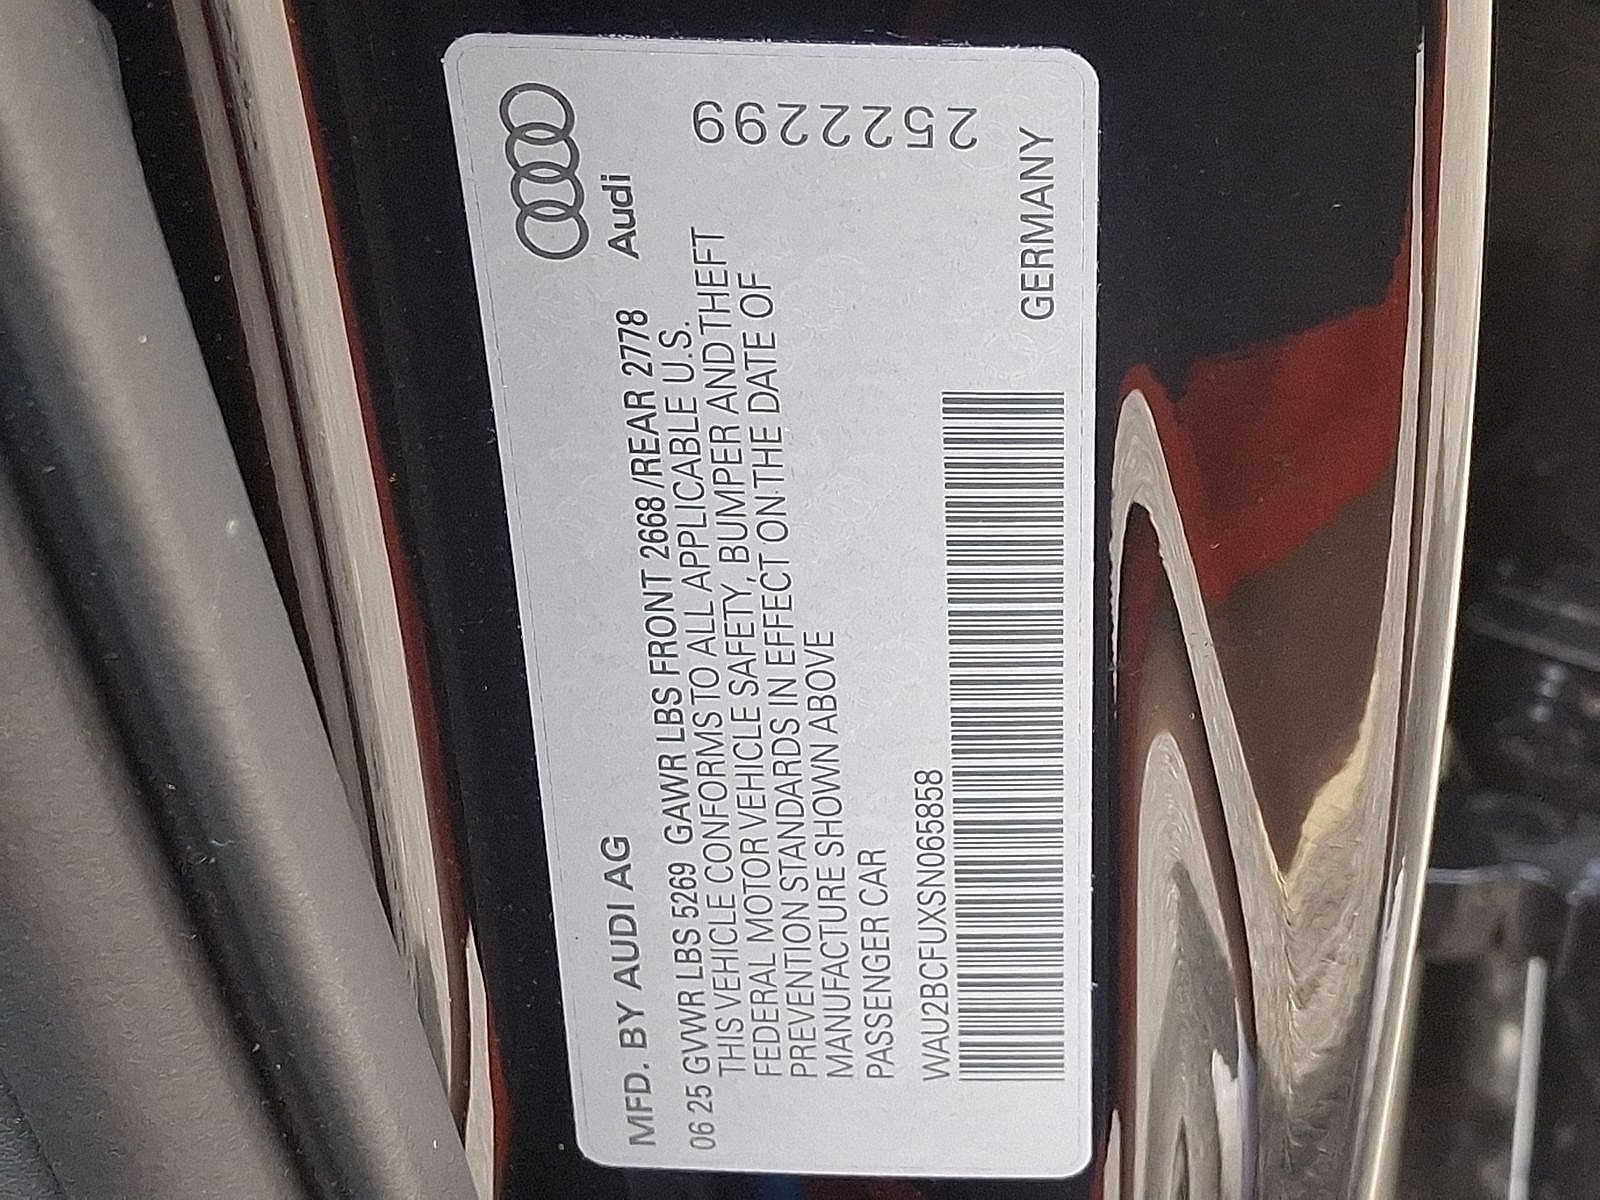 Audi
MFD. BY AUDI AG
06 25 GVWR LBS 5269 GAWR LBS FRONT 2668 /REAR 2778
THIS VEHICLE CONFORMS TO ALL APPLICABLE U.S.
FEDERAL MOTOR VEHICLE SAFETY, BUMPER AND THEFT
PREVENTION STANDARDS IN EFFECT ON THE DATE OF
MANUFACTURE SHOWN ABOVE
PASSENGER CAR
WAU2BCFUXSN065858
GERMANY
2522299